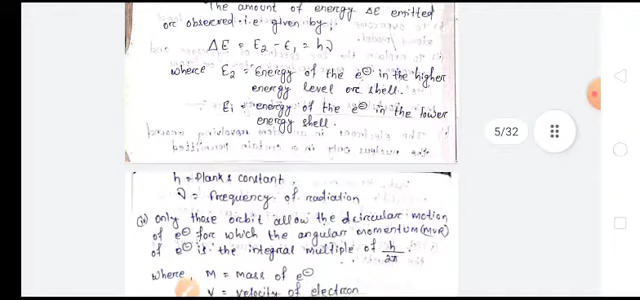 The amount of energy ΔE emitted
or observed i.e given by,
ΔE = E₂ - E₁ = hν
where E₂ = Energy of the e⊖ in the higher
energy level or shell.
E₁ = energy of the e⊖ in the lower
energy shell.
5/32
h = Plank's constant,
ν = frequency of radiation
(ii) Only those orbit allow the circular motion
of e⊖ for which the angular momentum (MVR)
of e⊖ is the integral multiple of h/2π
where, M = mass of e⊖
V = velocity of electron